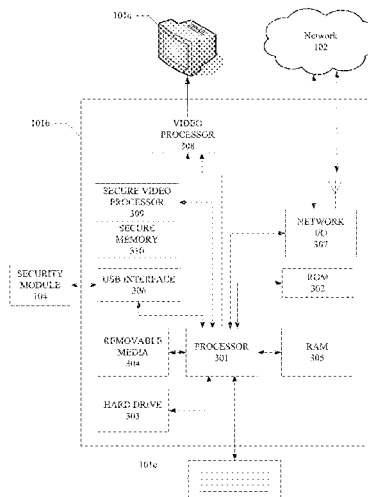 101a
Network
102
101b
VIDEO
PROCESSOR
308
SECURE VIDEO
PROCESSOR
309
SECURE
MEMORY
310
NETWORK
I/O
307
SECURITY
MODULE
104
USB INTERFACE
306
ROM
302
REMOVABLE
MEDIA
304
PROCESSOR
301
RAM
305
HARD DRIVE
303
101c